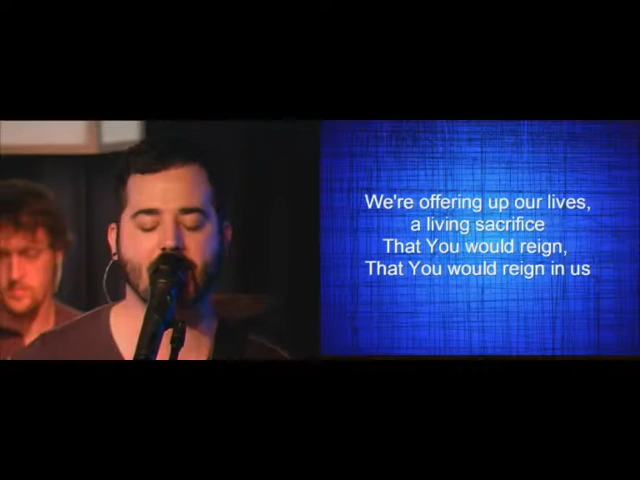 We're offering up our lives,
a living sacrifice
That You would reign,
That You would reign in us